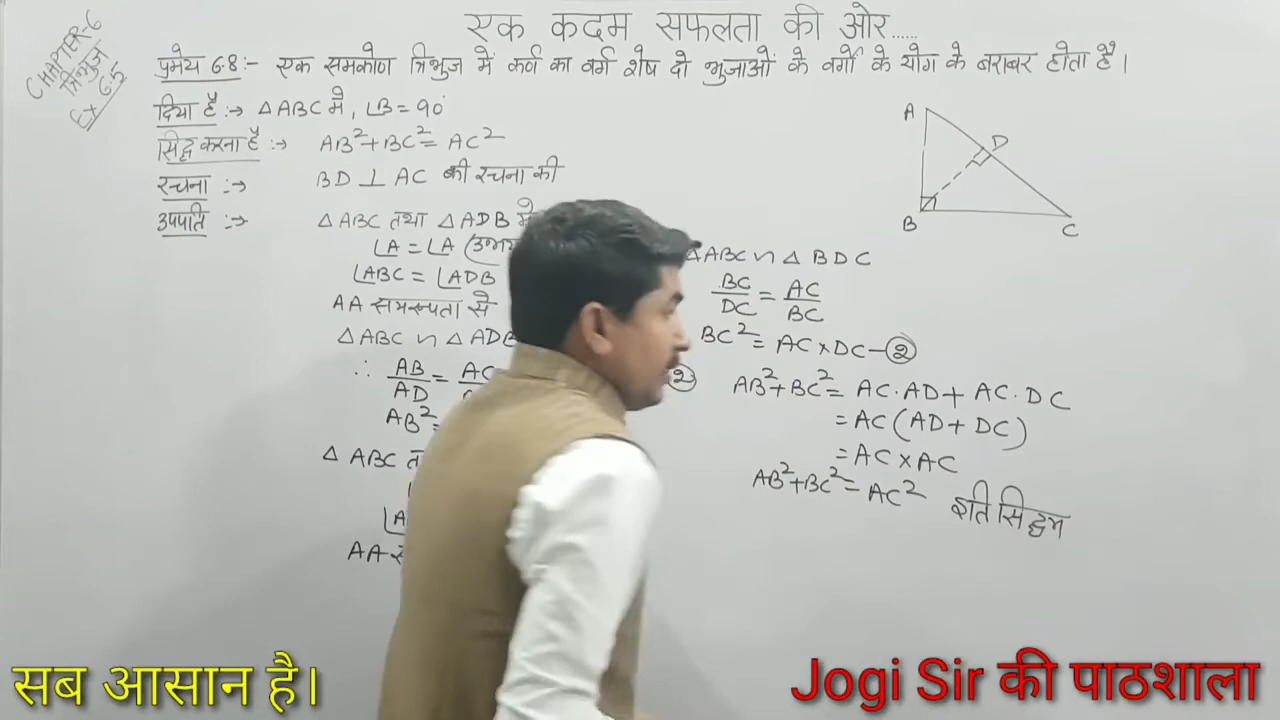 एक कदम सफलता की ओर......
CHAPTER-6
त्रिभुज
Ex 6.5
प्रमेय 6.8:- एक समकोण त्रिभुज में कर्ण का वर्ग शेष दो भुजाओं के वर्गों के योग के बराबर होता है।
दिया है:→ △ABC में, ∠B = 90°
सिद्ध करना है:→ AB²+BC² = AC²
रचना :→ BD ⊥ AC की रचना की
उपपति :→ △ABC तथा △ADB में
∠A = ∠A
∠ABC = ∠ADB
AA समरूपता से
△ABC ∽ △ADB
∴ AB/AD = AC
AB² =
△ABC
AA
②
△ABC ∽ △BDC
BC/DC = AC/BC
BC² = AC×DC-②
AB²+BC² = AC.AD + AC.DC
= AC(AD+DC)
= AC×AC
AB²+BC² = AC² इति सिद्धम
A
D
B
C
सब आसान है।
Jogi Sir की पाठशाला